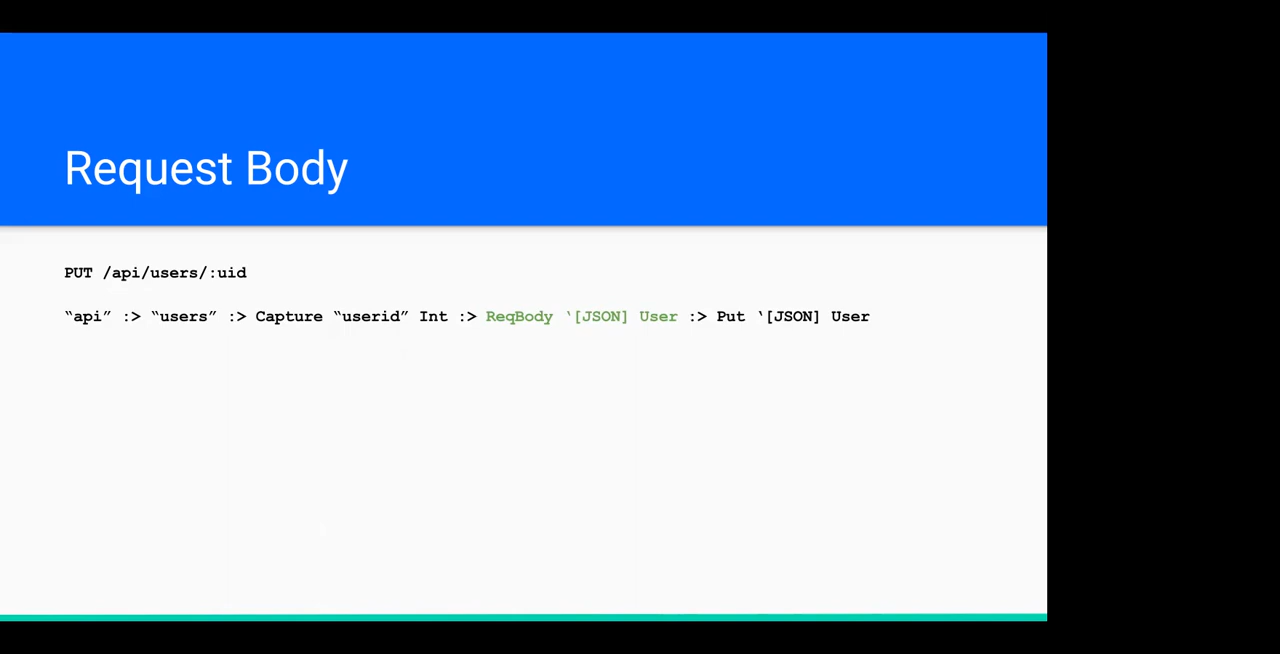 Request Body
PUT /api/users/:uid
“api” :> “users” :> Capture “userid” Int :> ReqBody ‘[JSON] User :> Put ‘[JSON] User